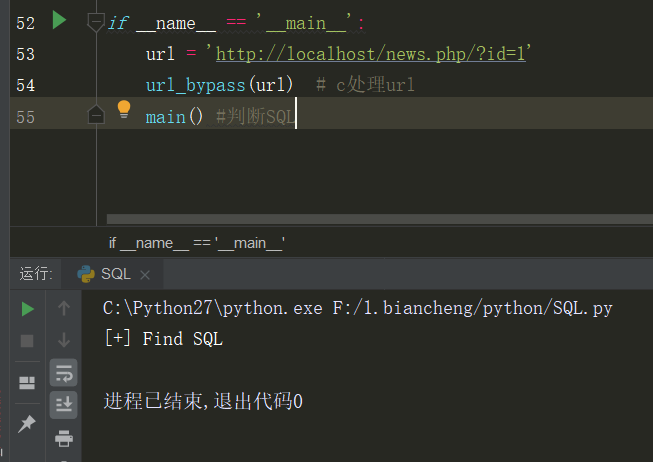 52 if __name__ == '__main__':
53 url = 'http://localhost/news.php/?id=1'
54 url_bypass(url) # c处理url
55 main() #判断SQL
if __name__ == '__main__'
运行: SQL
C:\Python27\python.exe F:/1.biancheng/python/SQL.py
[+] Find SQL
进程已结束,退出代码0